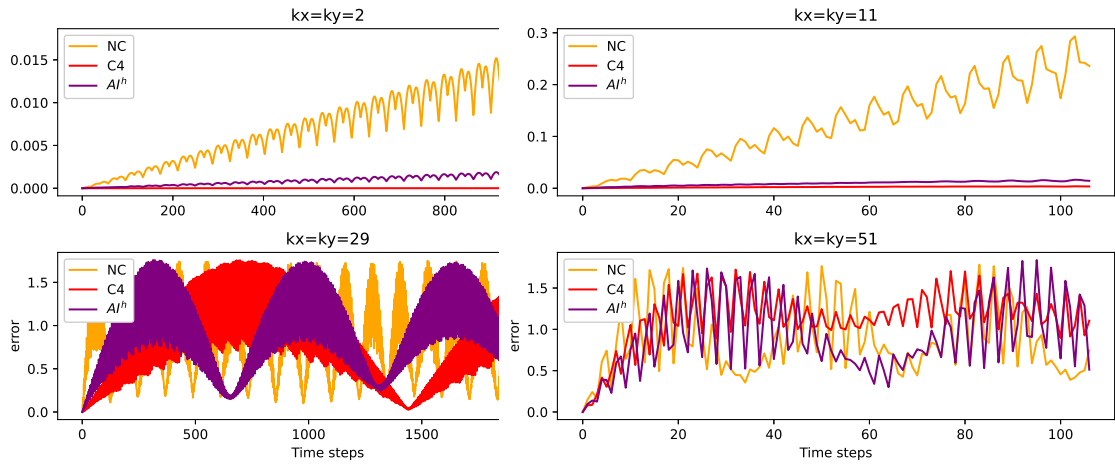 kx=ky=2
NC
C4
AIʰ
0.015
0.010
0.005
0.000
0 200 400 600 800
kx=ky=11
NC
C4
AIʰ
0.3
0.2
0.1
0.0
0 20 40 60 80 100
kx=ky=29
NC
C4
AIʰ
error
1.5
1.0
0.5
0.0
0 500 1000 1500
Time steps
kx=ky=51
NC
C4
AIʰ
error
1.5
1.0
0.5
0.0
0 20 40 60 80 100
Time steps